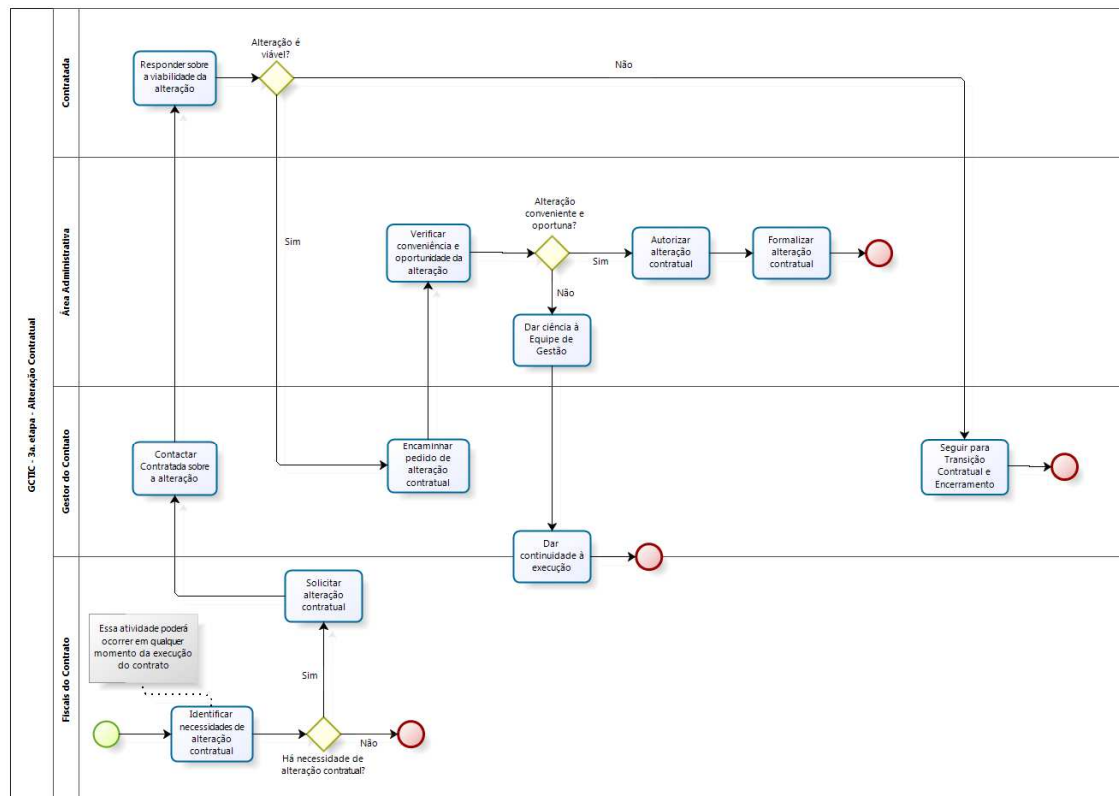 GCTIC - 3a. etapa - Alteração Contratual
Contratada
Responder sobre
a viabilidade da
alteração
Alteração é
viável?
Não
Sim
Área Administrativa
Verificar
conveniência e
oportunidade da
alteração
Alteração
conveniente e
oportuna?
Sim
Não
Autorizar
alteração
contratual
Formalizar
alteração
contratual
Dar ciência à
Equipe de
Gestão
Gestor do Contato
Contactar
Contratada sobre
a alteração
Encaminhar
pedido de
alteração
contratual
Seguir para
Transição
Contratual e
Encerramento
Dar
continuidade à
execução
Fiscais do Contrato
Solicitar
alteração
contratual
Essa atividade poderá
ocorrer em qualquer
momento da execução
do contrato
Sim
Identificar
necessidades de
alteração
contratual
Não
Há necessidade de
alteração contratual?